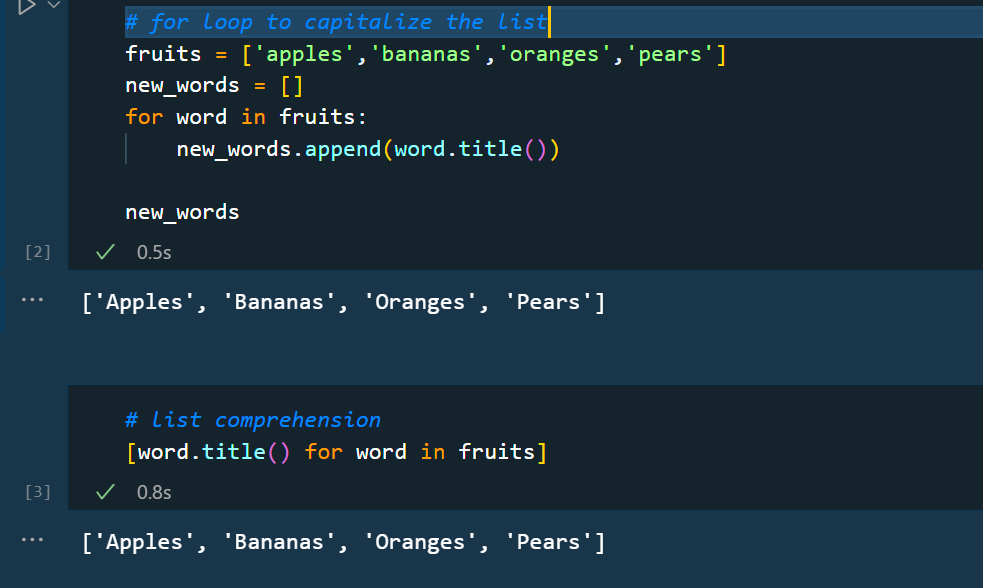 # for loop to capitalize the list
fruits = ['apples','bananas','oranges','pears']
new_words = []
for word in fruits:
    new_words.append(word.title())
new_words
[2] 0.5s
... ['Apples', 'Bananas', 'Oranges', 'Pears']
# list comprehension
[word.title() for word in fruits]
[3] 0.8s
... ['Apples', 'Bananas', 'Oranges', 'Pears']